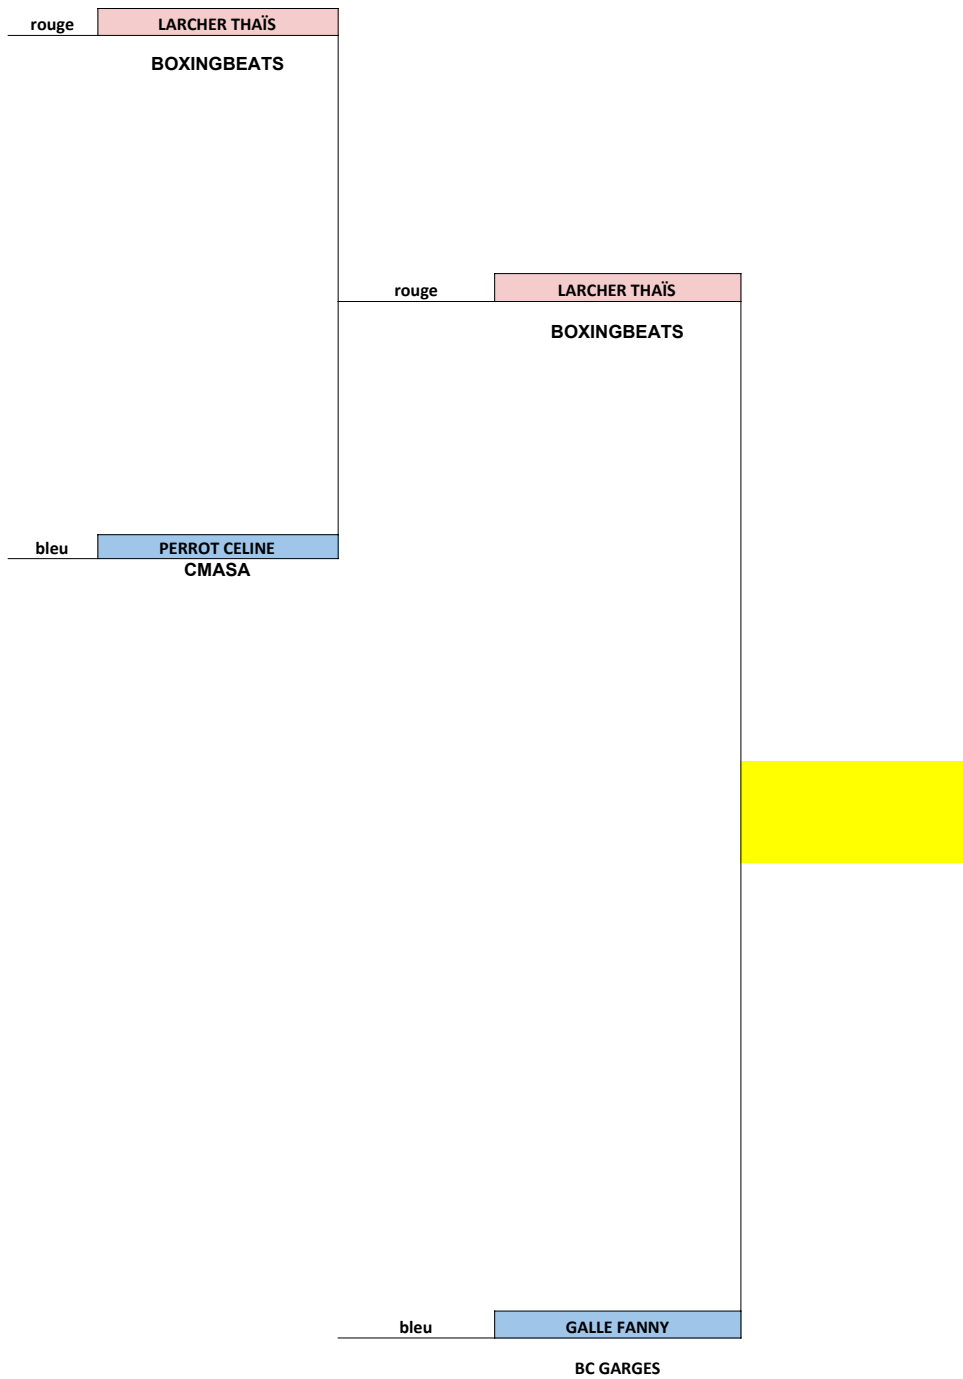 rouge LARCHER THAÏS
BOXINGBEATS
rouge LARCHER THAÏS
BOXINGBEATS
bleu PERROT CELINE
CMASA
bleu GALLE FANNY
BC GARGES